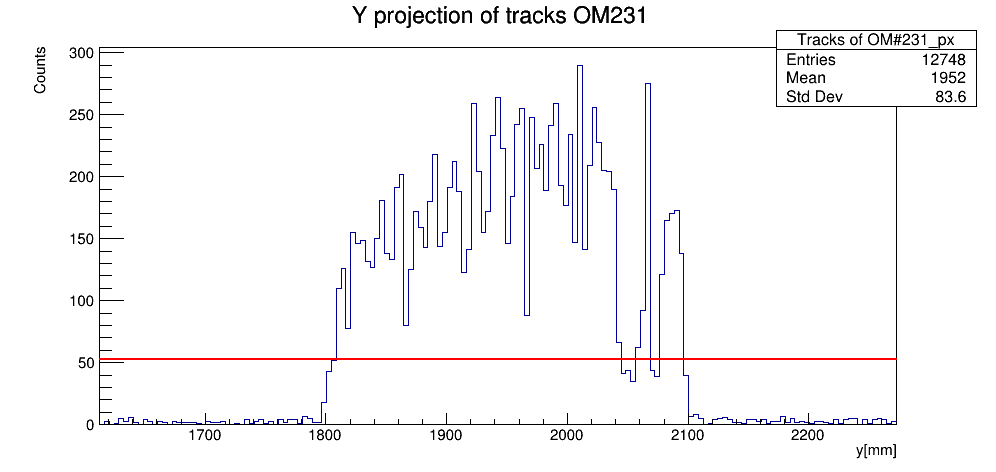 Y projection of tracks OM231
Tracks of OM#231_px
Entries 12748
Mean 1952
Std Dev 83.6
Counts
300
250
200
150
100
50
0
1700 1800 1900 2000 2100 2200
y[mm]